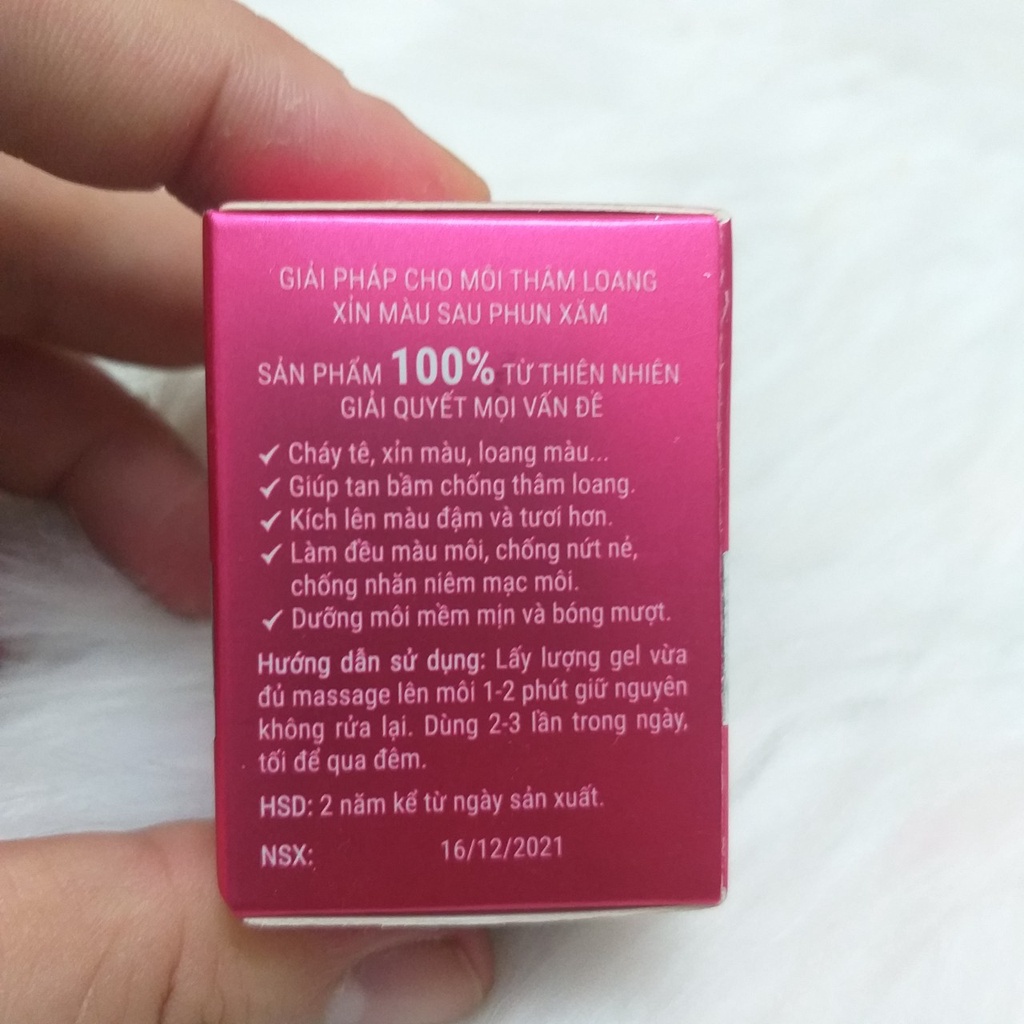 GIẢI PHÁP CHO MÔI THÂM LOANG
XỈN MÀU SAU PHUN XĂM
SẢN PHẨM 100% TỪ THIÊN NHIÊN
GIẢI QUYẾT MỌI VẤN ĐỀ
✓ Cháy tê, xỉn màu, loang màu...
✓ Giúp tan bầm chống thâm loang.
✓ Kích lên màu đậm và tươi hơn.
✓ Làm đều màu môi, chống nứt nẻ,
chống nhăn niêm mạc môi.
✓ Dưỡng môi mềm mịn và bóng mượt.
Hướng dẫn sử dụng: Lấy lượng gel vừa
đủ massage lên môi 1-2 phút giữ nguyên
không rửa lại. Dùng 2-3 lần trong ngày,
tối để qua đêm.
HSD: 2 năm kể từ ngày sản xuất.
NSX: 16/12/2021